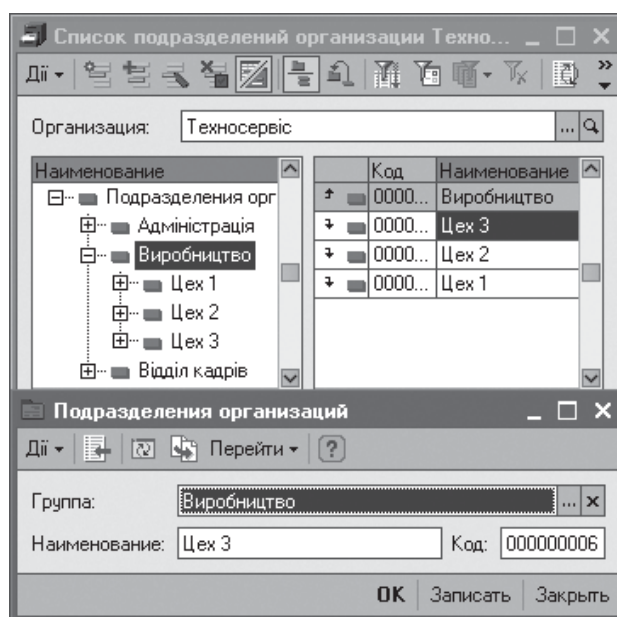 Список подразделений организации Техно...
Дії
Организация: Техносервіс ...
Наименование
Подразделения орг
Адміністрація
Виробництво
Цех 1
Цех 2
Цех 3
Відділ кадрів
Код Наименование
0000... Виробництво
0000... Цех 3
0000... Цех 2
0000... Цех 1
Подразделения организаций
Дії Перейти ?
Группа: Виробництво ...
Наименование: Цех 3 Код: 000000006
OK Записать Закрыть